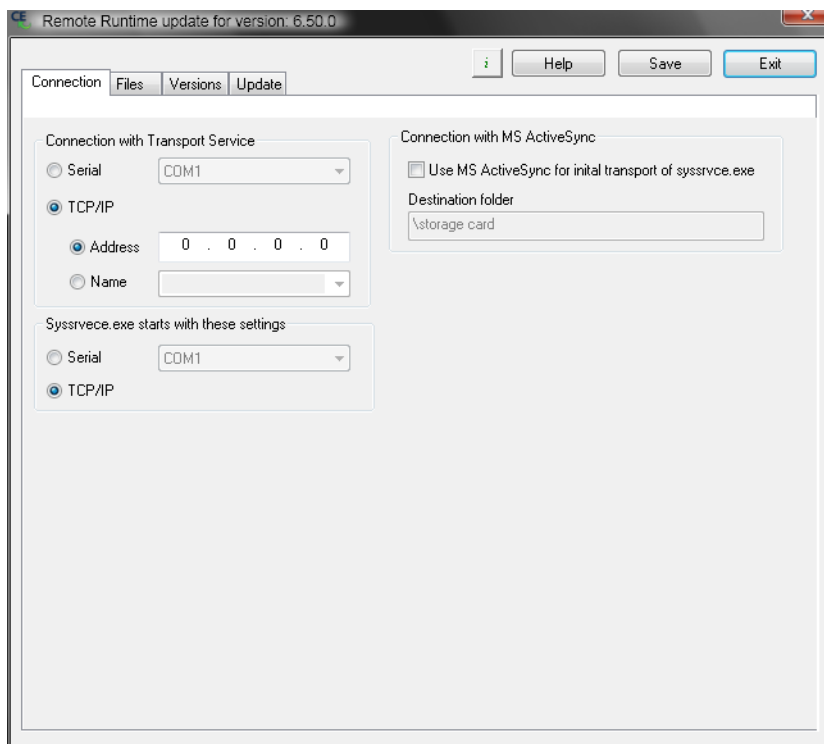 CE Remote Runtime update for version: 6.50.0
i Help Save Exit
Connection Files Versions Update
Connection with Transport Service
Serial COM1
TCP/IP
Address 0 . 0 . 0 . 0
Name
Syssrvece.exe starts with these settings
Serial COM1
TCP/IP
Connection with MS ActiveSync
Use MS ActiveSync for inital transport of syssrvce.exe
Destination folder
\storage card